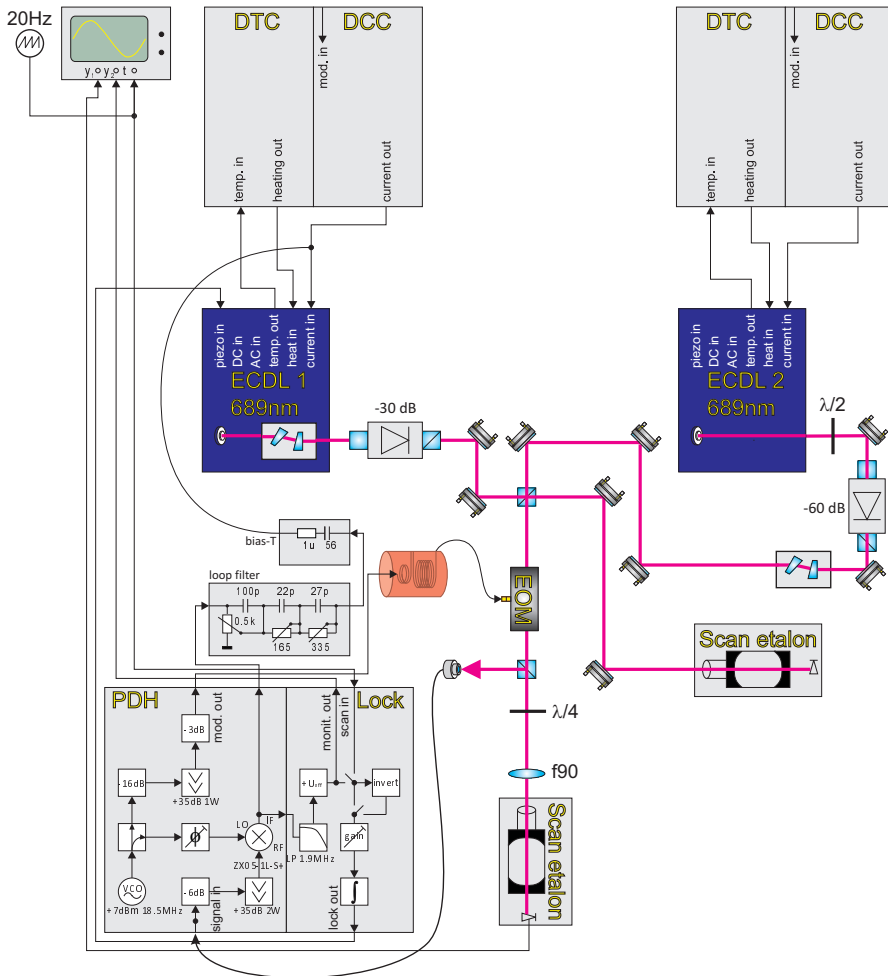 20Hz
y₁ y₂ t
DTC
DCC
mod. in
temp. in
heating out
current out
DTC
DCC
mod. in
temp. in
heating out
current out
piezo in
DC in
AC in
temp. out
heat in
current in
ECDL 1
689nm
piezo in
DC in
AC in
temp. out
heat in
current in
ECDL 2
689nm
-30 dB
λ/2
-60 dB
bias-T
1u
56
loop filter
100p
22p
27p
0.5k
165
335
EOM
Scan etalon
λ/4
f90
Scan etalon
PDH
mod. out
monit. out
scan in
Lock
-3dB
-16dB
+35dB 1W
+Uoff
invert
ϕ
LO
IF
RF
LP 1.9MHz
gain
ZX05-1L-S+
VCO
+7dBm 18.5MHz
-6dB
signal in
+35dB 2W
lock out
∫